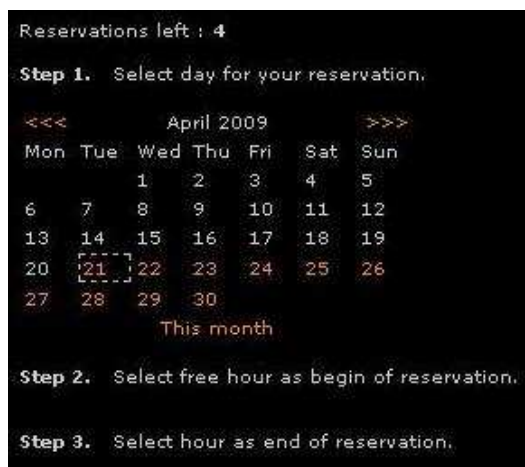 Reservations left : 4
Step 1. Select day for your reservation.
<<< April 2009 >>>
Mon Tue Wed Thu Fri Sat Sun
1 2 3 4 5
6 7 8 9 10 11 12
13 14 15 16 17 18 19
20 21 22 23 24 25 26
27 28 29 30
This month
Step 2. Select free hour as begin of reservation.
Step 3. Select hour as end of reservation.